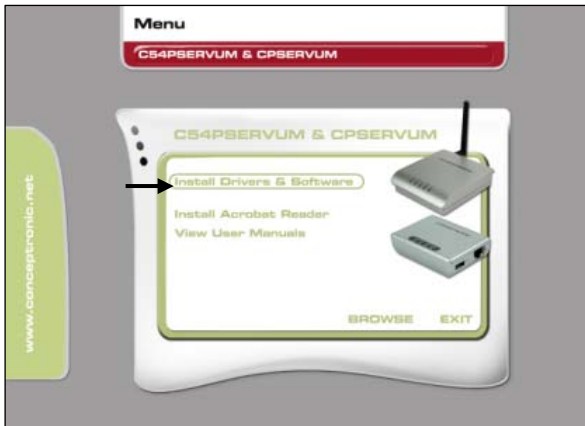 Menu
C54PSERVUM & CPSERVUM
www.conceptronic.net
C54PSERVUM & CPSERVUM
Install Drivers & Software
Install Acrobat Reader
View User Manuals
BROWSE EXIT